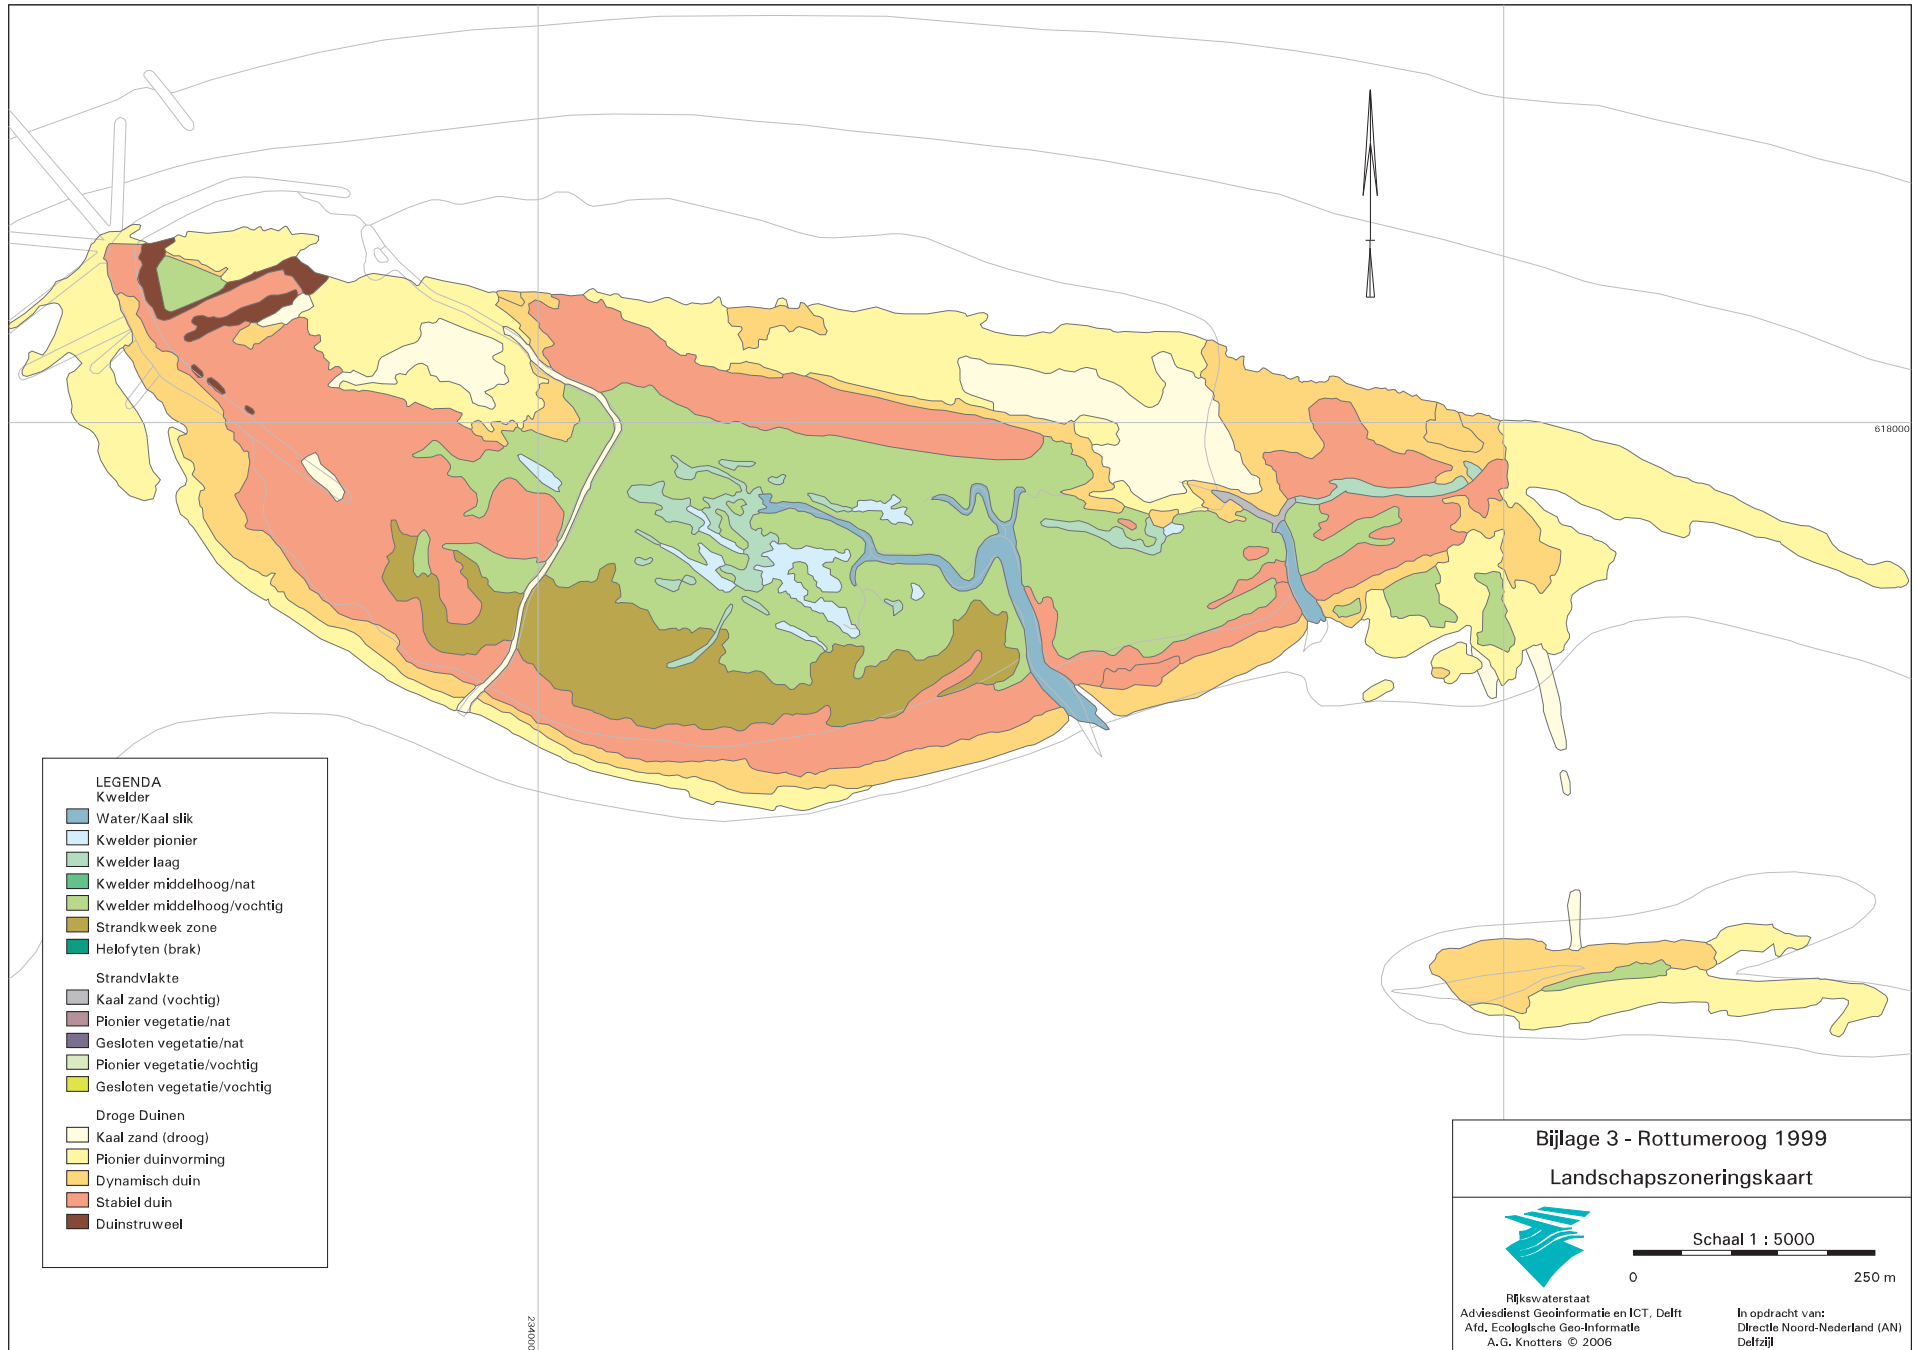 618000
234000
LEGENDA
Kwelder
Water/Kaal slik
Kwelder pionier
Kwelder laag
Kwelder middelhoog/nat
Kwelder middelhoog/vochtig
Strandkweek zone
Helofyten (brak)
Strandvlakte
Kaal zand (vochtig)
Pionier vegetatie/nat
Gesloten vegetatie/nat
Pionier vegetatie/vochtig
Gesloten vegetatie/vochtig
Droge Duinen
Kaal zand (droog)
Pionier duinvorming
Dynamisch duin
Stabiel duin
Duinstruweel
Bijlage 3 - Rottumeroog 1999
Landschapszoneringskaart
Schaal 1 : 5000
0 250 m
Rijkswaterstaat
Adviesdienst Geoinformatie en ICT, Delft
Afd. Ecologische Geo-Informatie
A.G. Knotters © 2006
In opdracht van:
Directie Noord-Nederland (AN)
Delfzijl